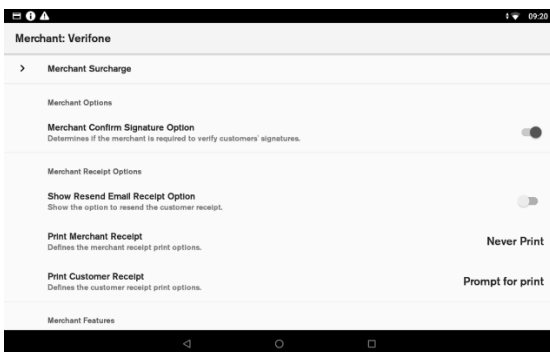 09:20
Merchant: Verifone
Merchant Surcharge
Merchant Options
Merchant Confirm Signature Option
Determines if the merchant is required to verify customers' signatures.
Merchant Receipt Options
Show Resend Email Receipt Option
Show the option to resend the customer receipt.
Print Merchant Receipt
Defines the merchant receipt print options.
Never Print
Print Customer Receipt
Defines the customer receipt print options.
Prompt for print
Merchant Features